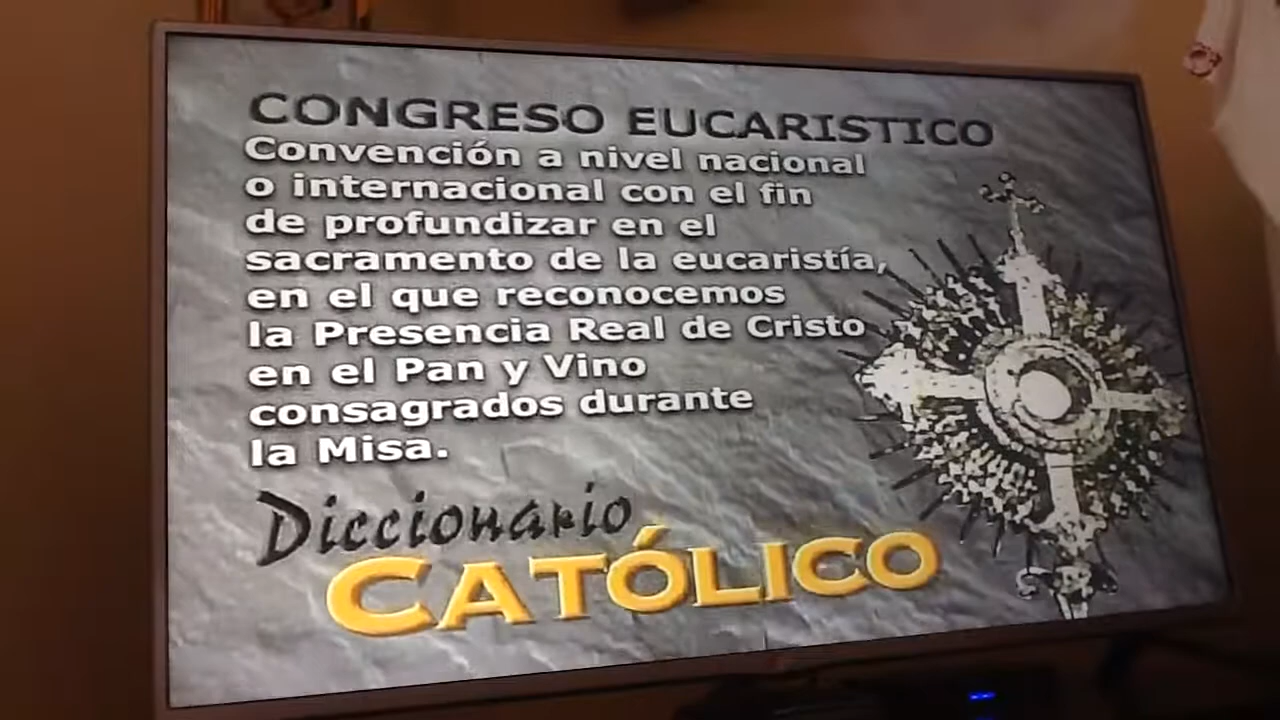 CONGRESO EUCARISTICO
Convención a nivel nacional
o internacional con el fin
de profundizar en el
sacramento de la eucaristía,
en el que reconocemos
la Presencia Real de Cristo
en el Pan y Vino
consagrados durante
la Misa.
Diccionario
CATÓLICO